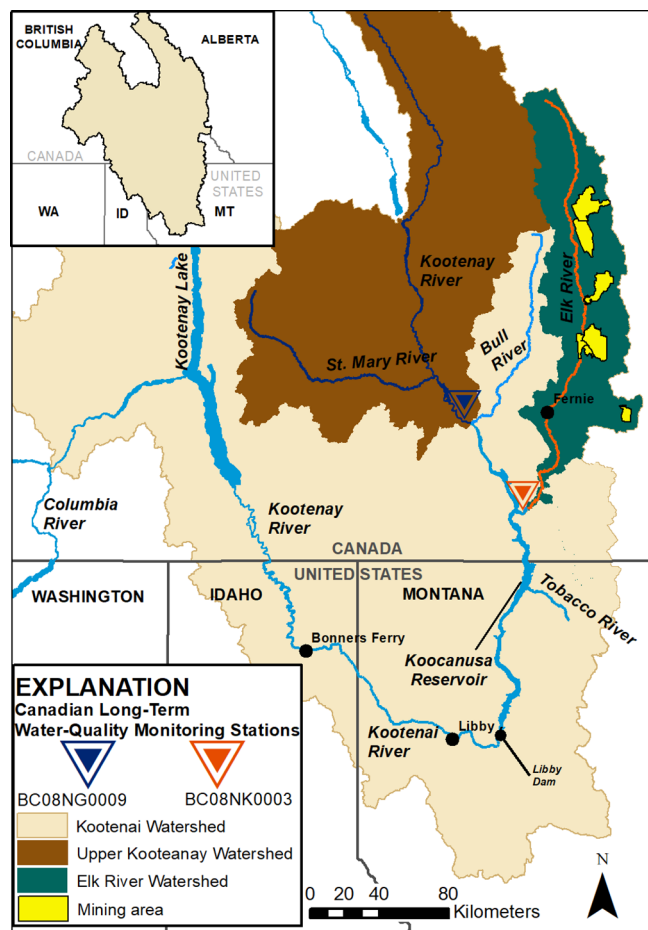 BRITISH
COLUMBIA
ALBERTA
CANADA
UNITED
STATES
WA
ID
MT
Kootenay Lake
Kootenay
River
Elk River
Bull
River
St. Mary River
Fernie
Columbia
River
Kootenay
River
CANADA
UNITED STATES
WASHINGTON
IDAHO
MONTANA
Tobacco River
Bonners Ferry
Koocanusa
Reservoir
Kootenai
River
Libby
Libby
Dam
EXPLANATION
Canadian Long-Term
Water-Quality Monitoring Stations
BC08NG0009
BC08NK0003
Kootenai Watershed
Upper Kooteanay Watershed
Elk River Watershed
Mining area
N
0 20 40 80
Kilometers